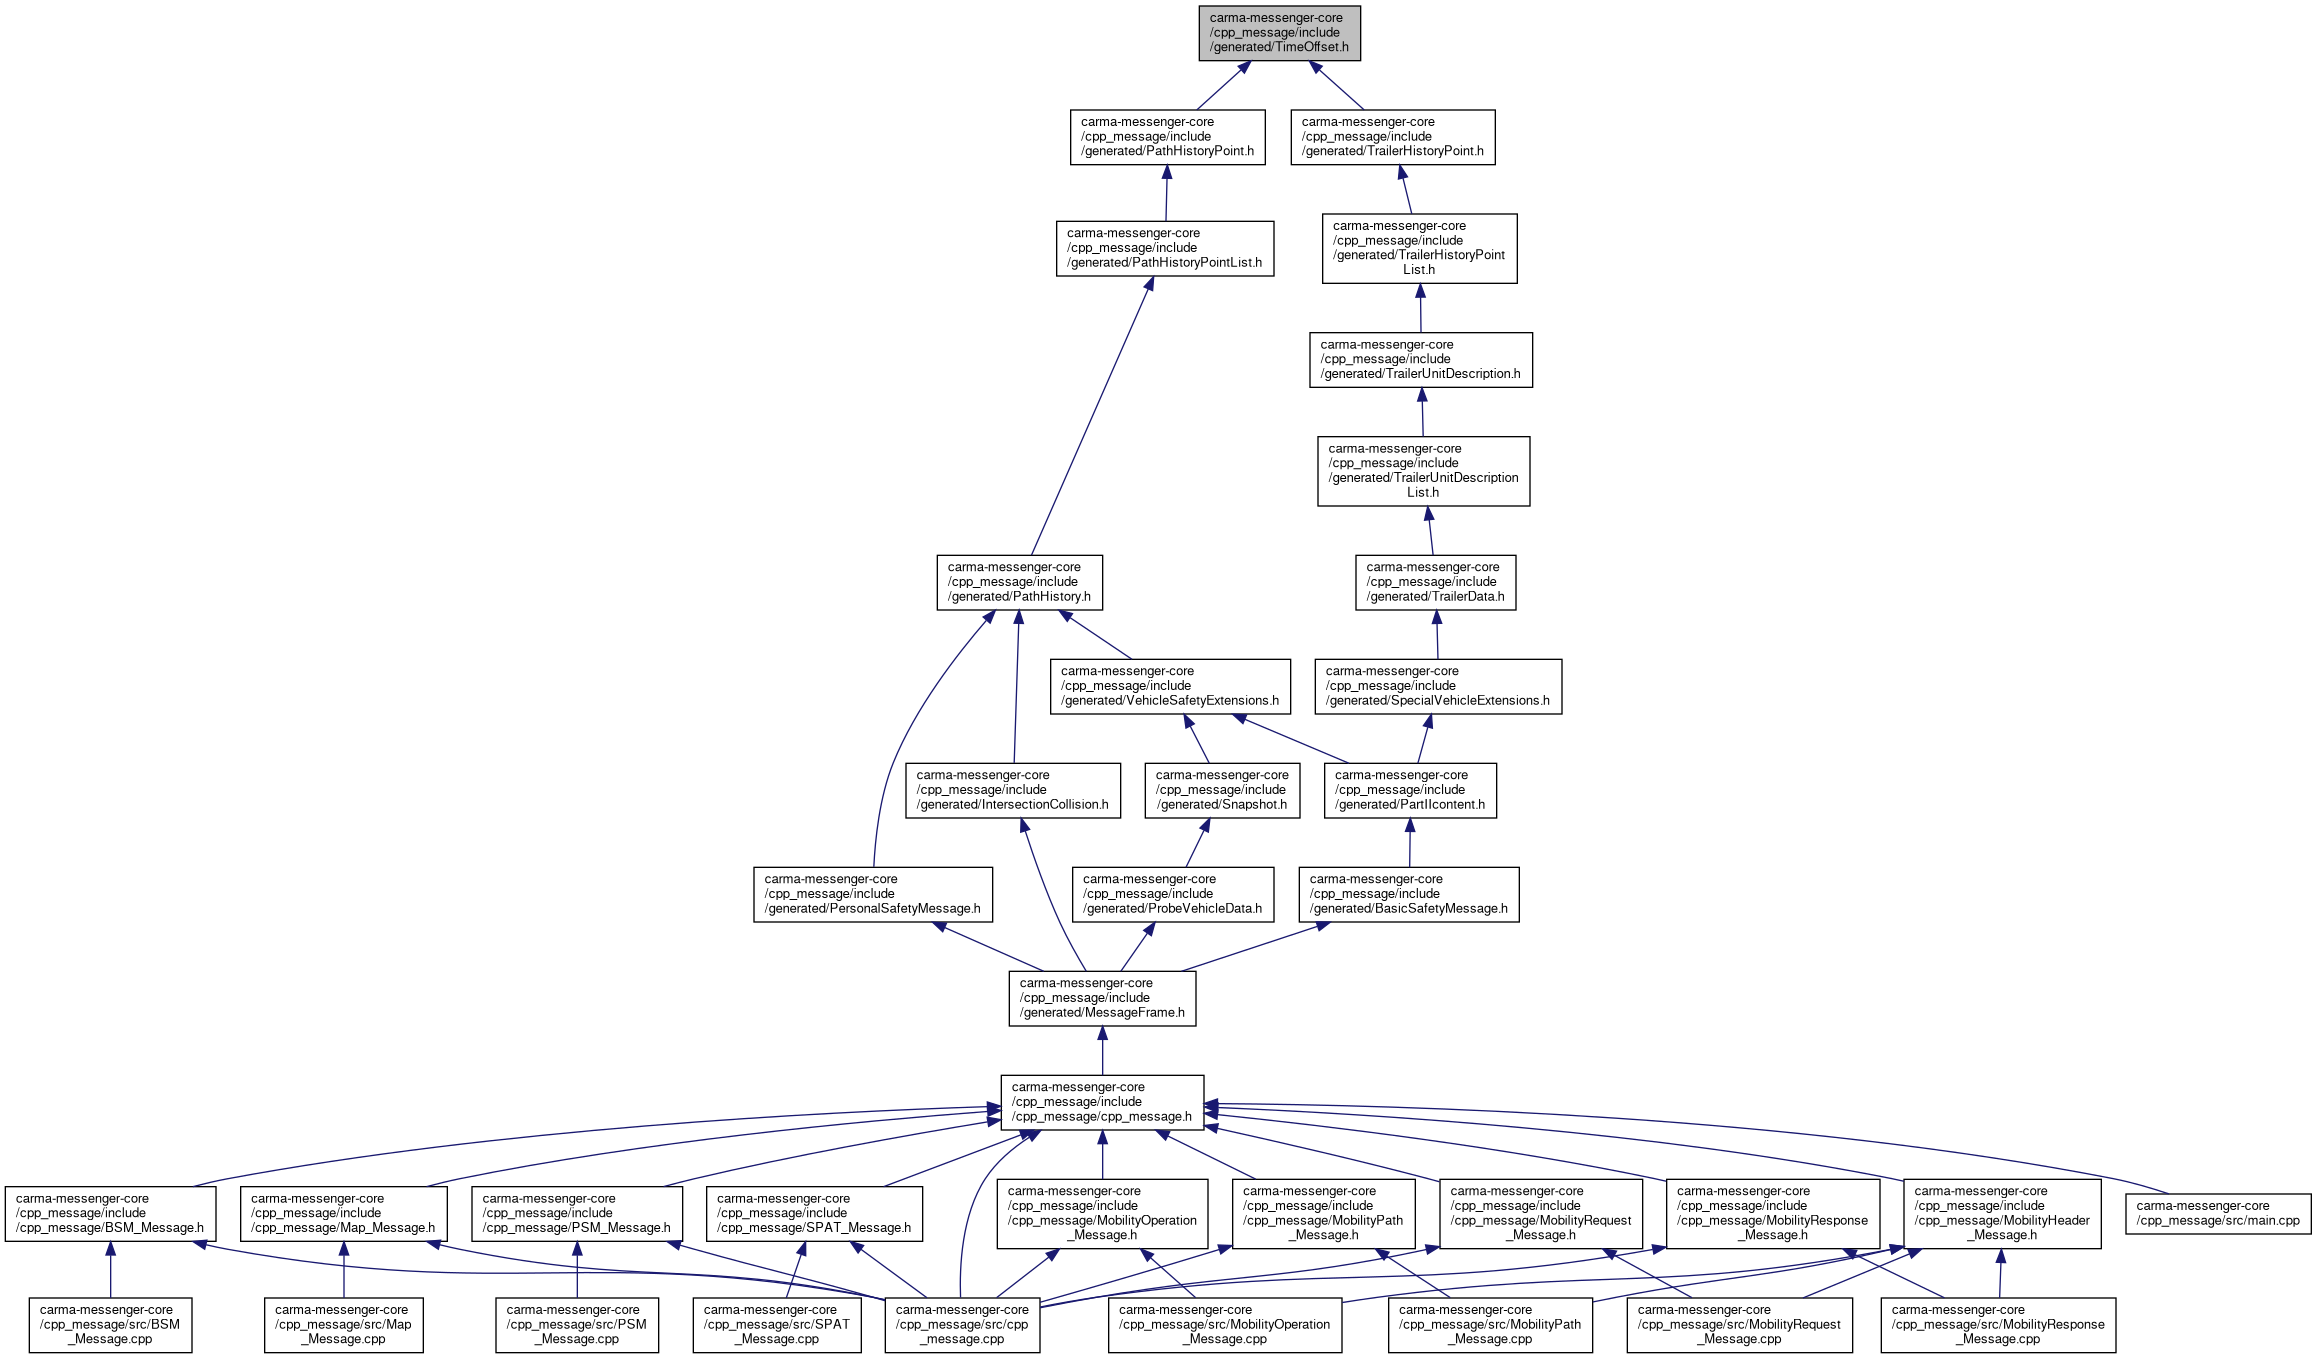 carma-messenger-core
/cpp_message/include
/generated/TimeOffset.h
carma-messenger-core
/cpp_message/include
/generated/PathHistoryPoint.h
carma-messenger-core
/cpp_message/include
/generated/TrailerHistoryPoint.h
carma-messenger-core
/cpp_message/include
/generated/PathHistoryPointList.h
carma-messenger-core
/cpp_message/include
/generated/TrailerHistoryPoint
List.h
carma-messenger-core
/cpp_message/include
/generated/TrailerUnitDescription.h
carma-messenger-core
/cpp_message/include
/generated/TrailerUnitDescription
List.h
carma-messenger-core
/cpp_message/include
/generated/PathHistory.h
carma-messenger-core
/cpp_message/include
/generated/TrailerData.h
carma-messenger-core
/cpp_message/include
/generated/VehicleSafetyExtensions.h
carma-messenger-core
/cpp_message/include
/generated/SpecialVehicleExtensions.h
carma-messenger-core
/cpp_message/include
/generated/IntersectionCollision.h
carma-messenger-core
/cpp_message/include
/generated/Snapshot.h
carma-messenger-core
/cpp_message/include
/generated/PartIIcontent.h
carma-messenger-core
/cpp_message/include
/generated/PersonalSafetyMessage.h
carma-messenger-core
/cpp_message/include
/generated/ProbeVehicleData.h
carma-messenger-core
/cpp_message/include
/generated/BasicSafetyMessage.h
carma-messenger-core
/cpp_message/include
/generated/MessageFrame.h
carma-messenger-core
/cpp_message/include
/cpp_message/cpp_message.h
carma-messenger-core
/cpp_message/include
/cpp_message/BSM_Message.h
carma-messenger-core
/cpp_message/include
/cpp_message/Map_Message.h
carma-messenger-core
/cpp_message/include
/cpp_message/PSM_Message.h
carma-messenger-core
/cpp_message/include
/cpp_message/SPAT_Message.h
carma-messenger-core
/cpp_message/include
/cpp_message/MobilityOperation
_Message.h
carma-messenger-core
/cpp_message/include
/cpp_message/MobilityPath
_Message.h
carma-messenger-core
/cpp_message/include
/cpp_message/MobilityRequest
_Message.h
carma-messenger-core
/cpp_message/include
/cpp_message/MobilityResponse
_Message.h
carma-messenger-core
/cpp_message/include
/cpp_message/MobilityHeader
_Message.h
carma-messenger-core
/cpp_message/src/main.cpp
carma-messenger-core
/cpp_message/src/BSM
_Message.cpp
carma-messenger-core
/cpp_message/src/Map
_Message.cpp
carma-messenger-core
/cpp_message/src/PSM
_Message.cpp
carma-messenger-core
/cpp_message/src/SPAT
_Message.cpp
carma-messenger-core
/cpp_message/src/cpp
_message.cpp
carma-messenger-core
/cpp_message/src/MobilityOperation
_Message.cpp
carma-messenger-core
/cpp_message/src/MobilityPath
_Message.cpp
carma-messenger-core
/cpp_message/src/MobilityRequest
_Message.cpp
carma-messenger-core
/cpp_message/src/MobilityResponse
_Message.cpp